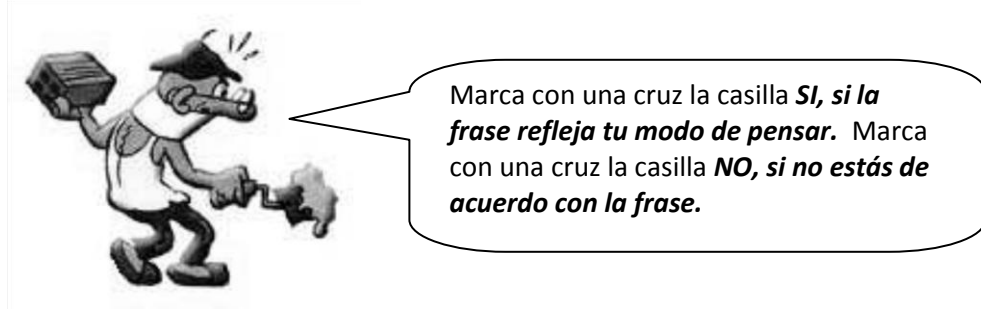 Marca con una cruz la casilla SI, si la
frase refleja tu modo de pensar.  Marca
con una cruz la casilla NO, si no estás de
acuerdo con la frase.